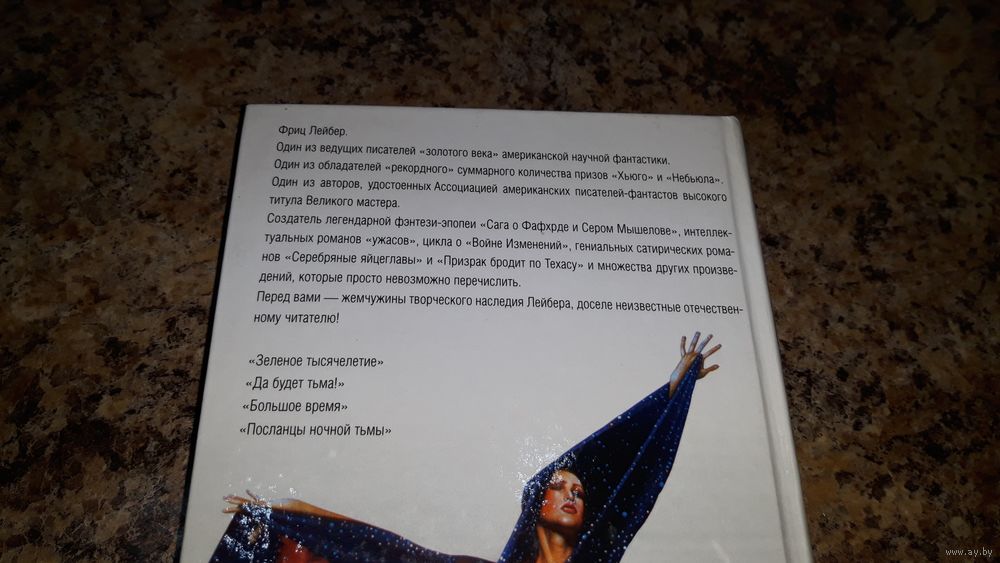 Фриц Лейбер.
Один из ведущих писателей «золотого века» американской научной фантастики.
Один из обладателей «рекордного» суммарного количества призов «Хьюго» и «Небьюла».
Один из авторов, удостоенных Ассоциацией американских писателей-фантастов высокого
титула Великого мастера.
Создатель легендарной фэнтези-эпопеи «Сага о Фафхрде и Сером Мышелове», интеллек-
туальных романов «ужасов», цикла о «Войне Изменений», гениальных сатирических рома-
нов «Серебряные яйцеглавы» и «Призрак бродит по Техасу» и множества других произве-
дений, которые просто невозможно перечислить.
Перед вами — жемчужины творческого наследия Лейбера, доселе неизвестные отечествен-
ному читателю!
«Зеленое тысячелетие»
«Да будет тьма!»
«Большое время»
«Посланцы ночной тьмы»
www.ay.by